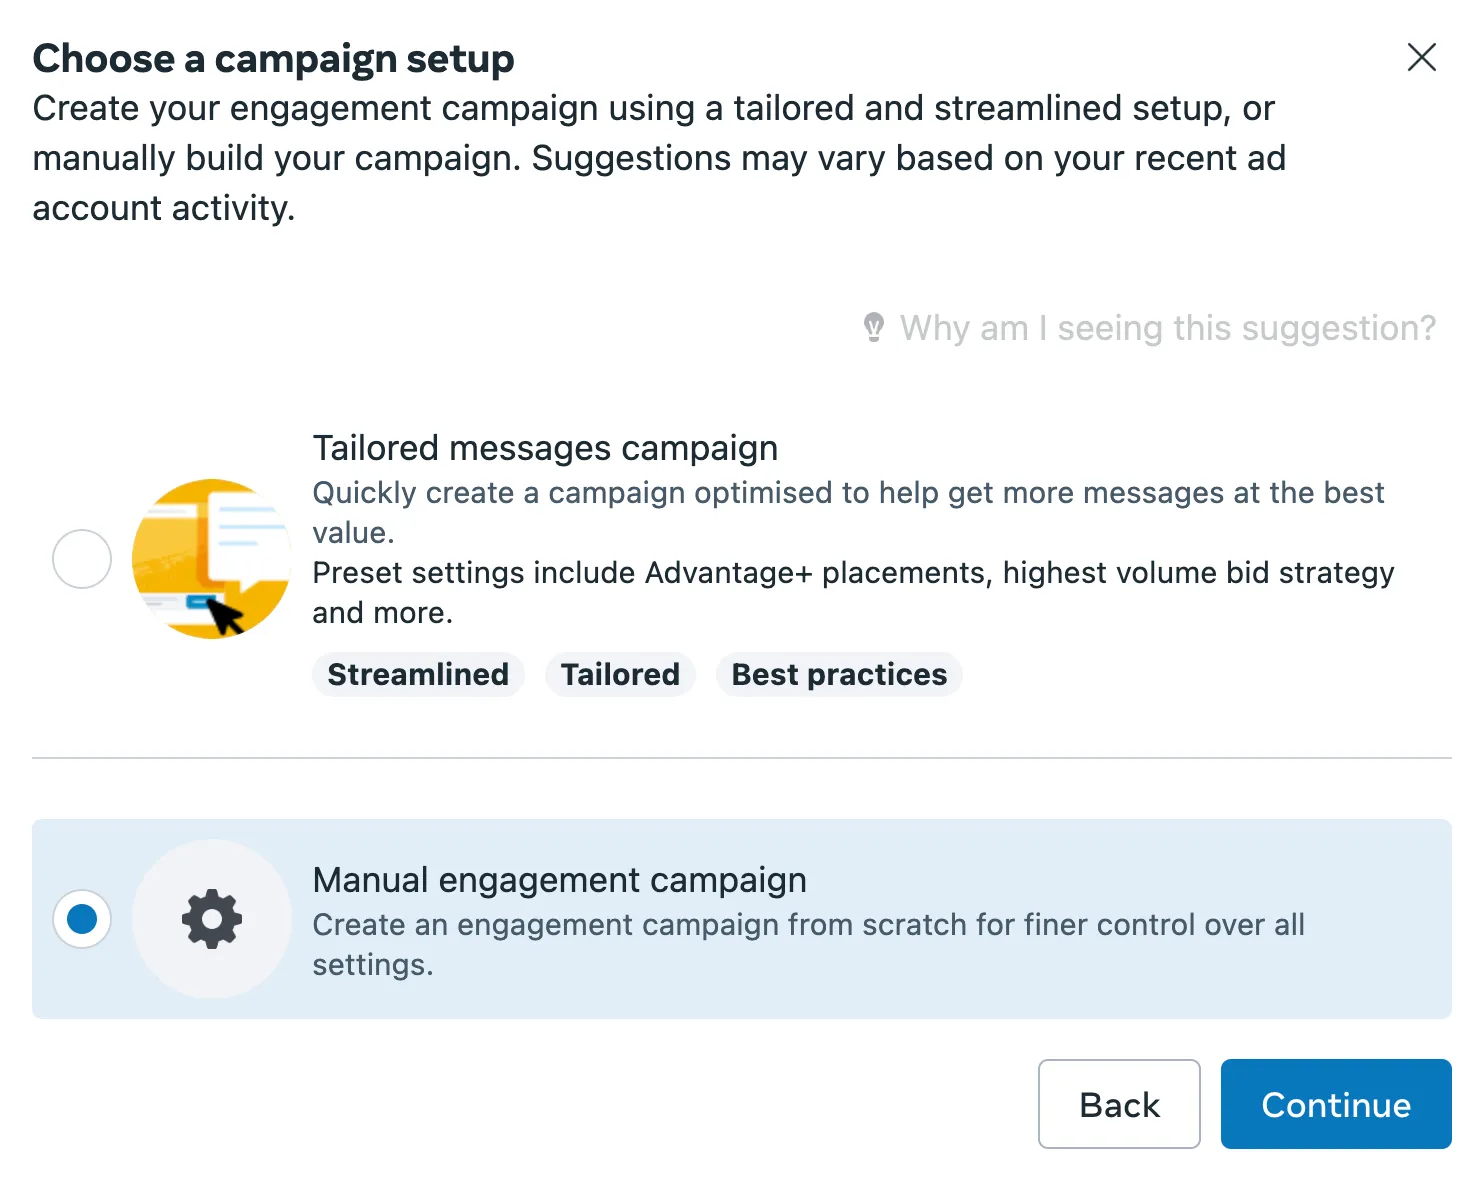 Choose a campaign setup
Create your engagement campaign using a tailored and streamlined setup, or
manually build your campaign. Suggestions may vary based on your recent ad
account activity.
Why am I seeing this suggestion?
Tailored messages campaign
Quickly create a campaign optimised to help get more messages at the best
value.
Preset settings include Advantage+ placements, highest volume bid strategy
and more.
Streamlined Tailored Best practices
Manual engagement campaign
Create an engagement campaign from scratch for finer control over all
settings.
Back Continue